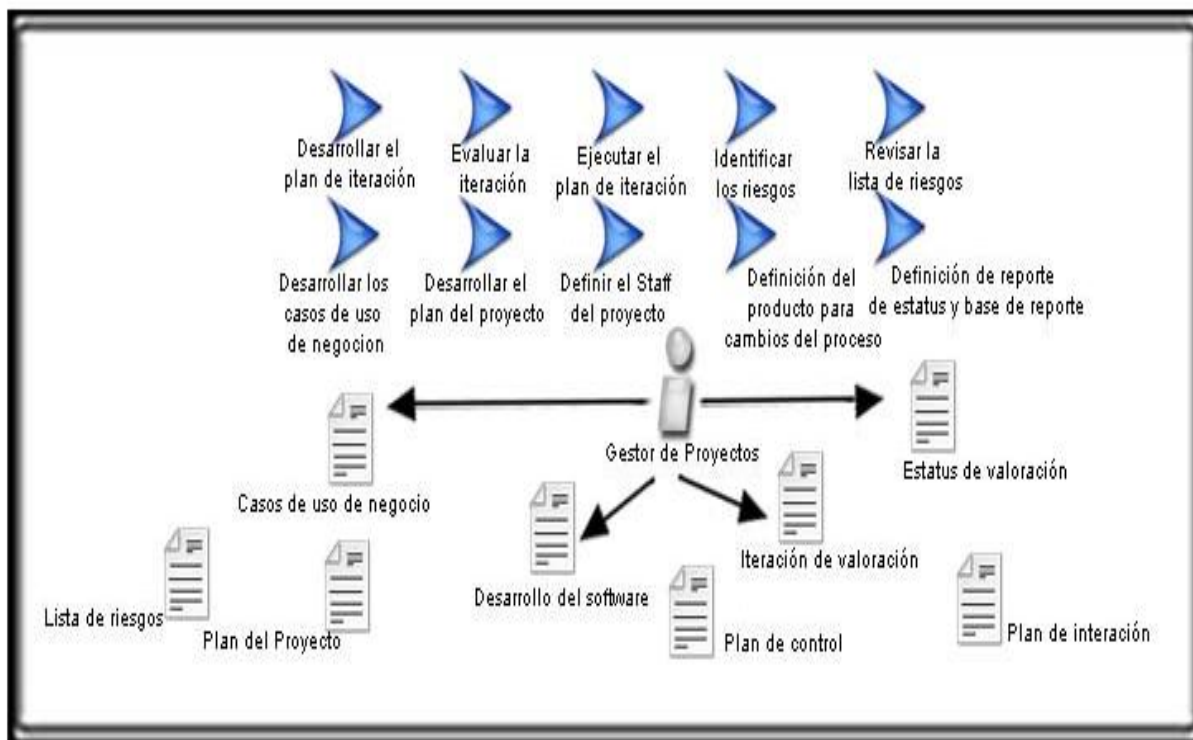 Desarrollar el
plan de iteración
Evaluar la
iteración
Ejecutar el
plan de iteración
Identificar
los riesgos
Revisar la
lista de riesgos
Desarrollar los
casos de uso
de negocion
Desarrollar el
plan del proyecto
Definir el Staff
del proyecto
Definición del
producto para
cambios del proceso
Definición de reporte
de estatus y base de reporte
Gestor de Proyectos
Casos de uso de negocio
Estatus de valoración
Desarrollo del software
Iteración de valoración
Lista de riesgos
Plan del Proyecto
Plan de control
Plan de interación